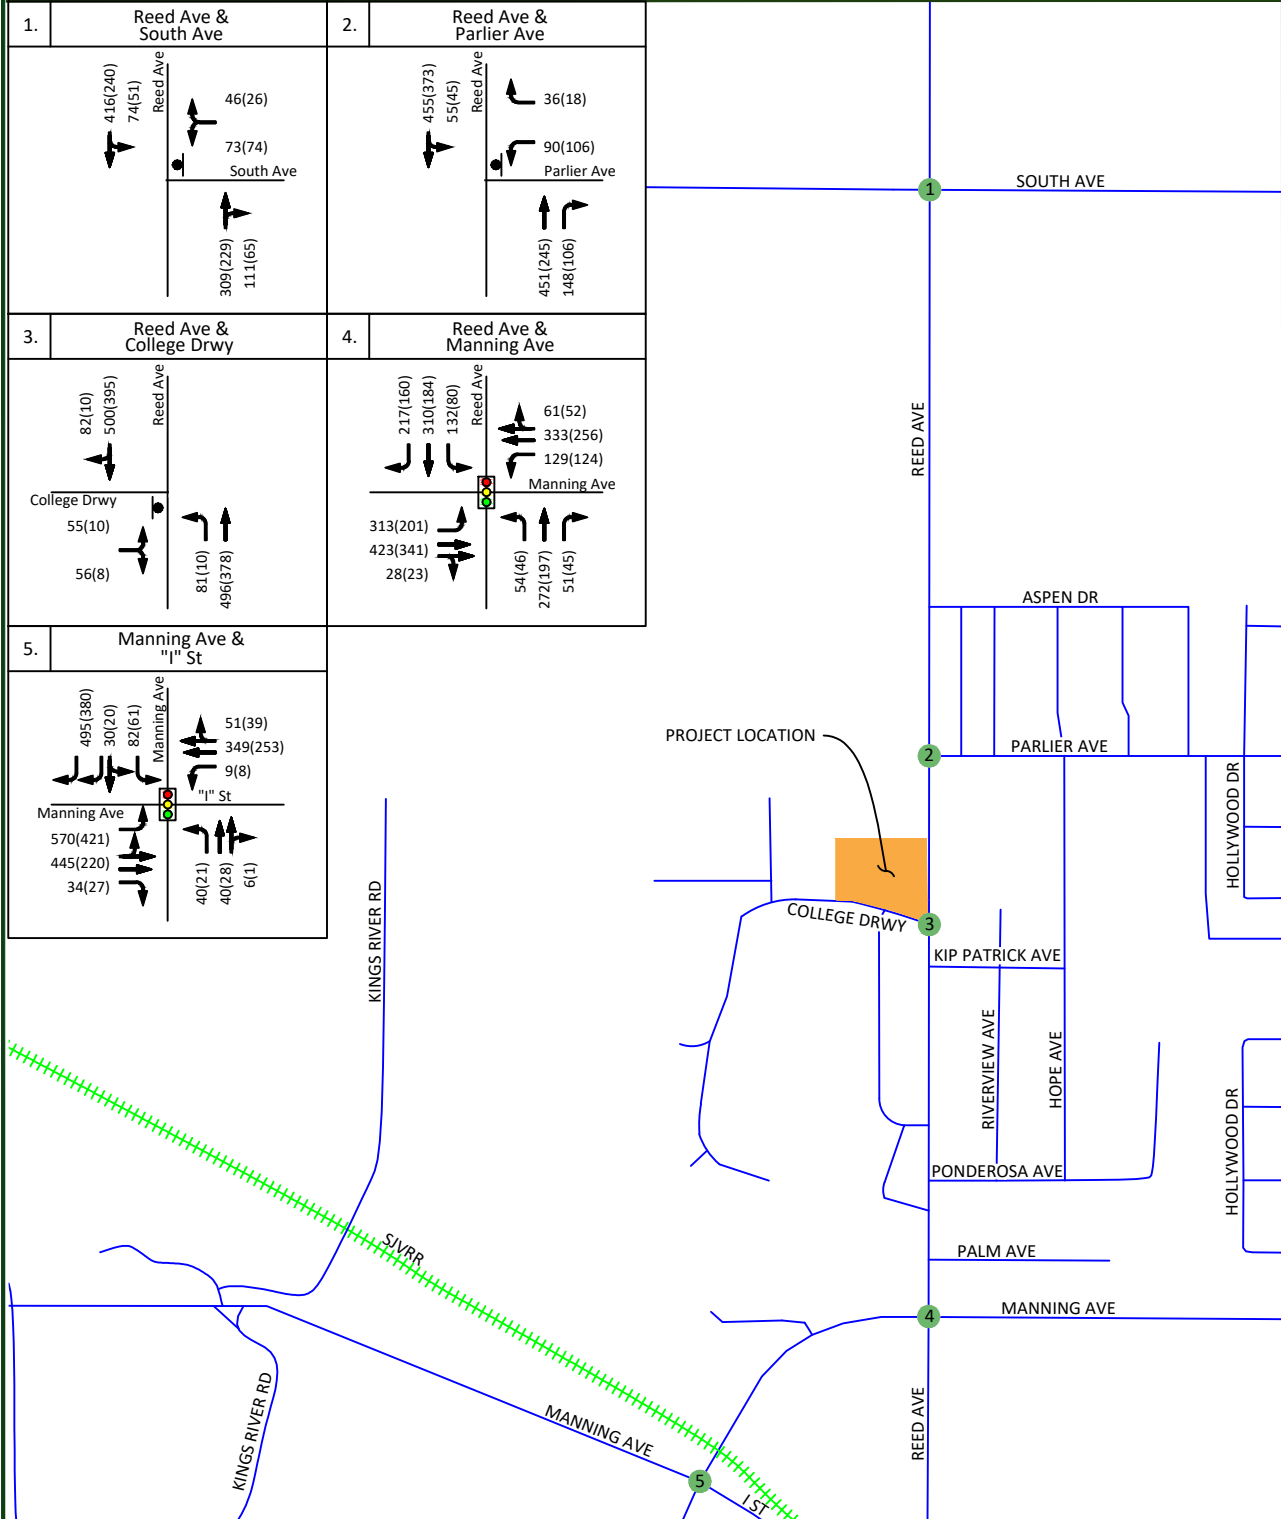 1.
Reed Ave &
South Ave
416(240)
74(51)
Reed Ave
46(26)
73(74)
South Ave
309(229)
111(65)
2.
Reed Ave &
Parlier Ave
455(373)
55(45)
Reed Ave
36(18)
90(106)
Parlier Ave
451(245)
148(106)
3.
Reed Ave &
College Drwy
82(10)
500(395)
Reed Ave
College Drwy
55(10)
56(8)
81(10)
496(378)
4.
Reed Ave &
Manning Ave
217(160)
310(184)
132(80)
Reed Ave
61(52)
333(256)
129(124)
Manning Ave
313(201)
423(341)
28(23)
54(46)
272(197)
51(45)
5.
Manning Ave &
"I" St
495(380)
30(20)
82(61)
Manning Ave
51(39)
349(253)
9(8)
"I" St
Manning Ave
570(421)
445(220)
34(27)
40(21)
40(28)
6(1)
1
SOUTH AVE
REED AVE
ASPEN DR
PROJECT LOCATION
2
PARLIER AVE
HOLLYWOOD DR
COLLEGE DRWY
3
KIP PATRICK AVE
KINGS RIVER RD
RIVERVIEW AVE
HOPE AVE
HOLLYWOOD DR
PONDEROSA AVE
SJVRR
PALM AVE
4
MANNING AVE
KINGS RIVER RD
MANNING AVE
REED AVE
5
I ST